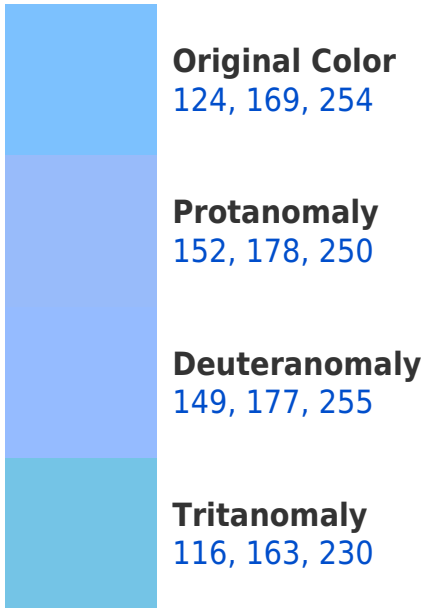 Original Color
124, 169, 254
Protanomaly
152, 178, 250
Deuteranomaly
149, 177, 255
Tritanomaly
116, 163, 230